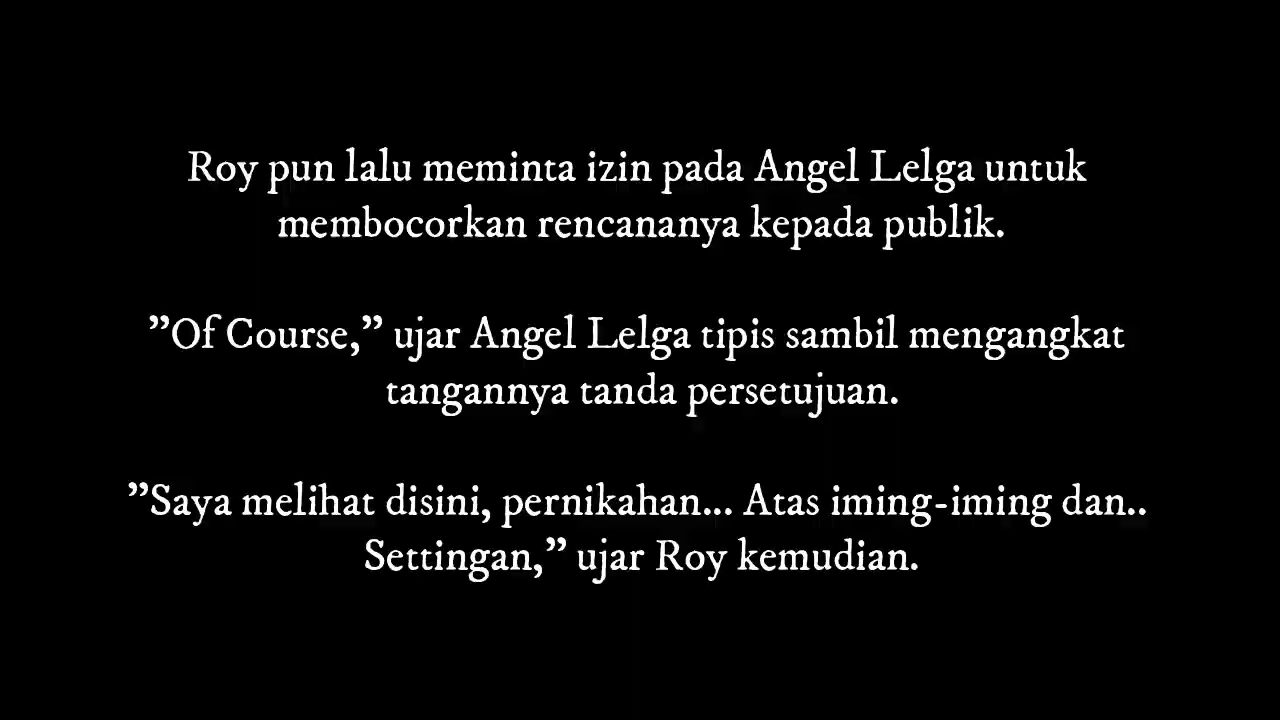 Roy pun lalu meminta izin pada Angel Lelga untuk
membocorkan rencananya kepada publik.
”Of Course,” ujar Angel Lelga tipis sambil mengangkat
tangannya tanda persetujuan.
”Saya melihat disini, pernikahan... Atas iming-iming dan..
Settingan,” ujar Roy kemudian.